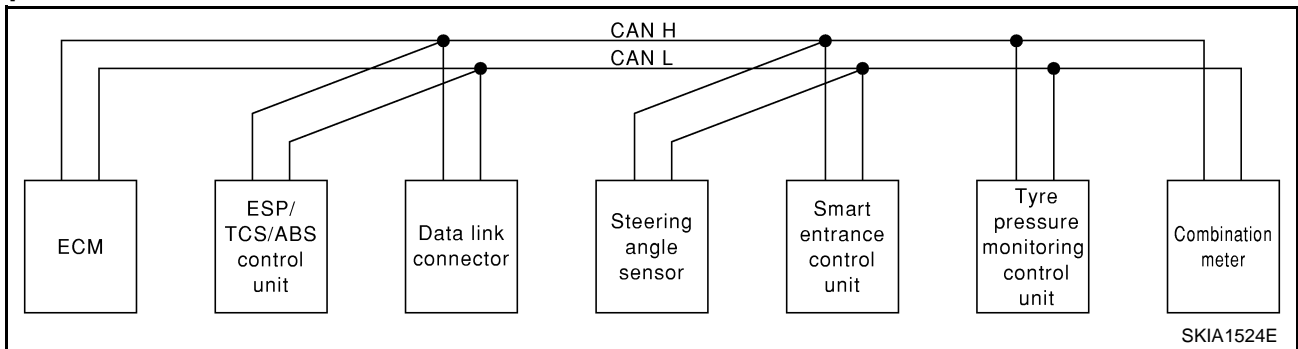 CAN H
CAN L
ECM
ESP/
TCS/ABS
control
unit
Data link
connector
Steering
angle
sensor
Smart
entrance
control
unit
Tyre
pressure
monitoring
control
unit
Combination
meter
SKIA1524E